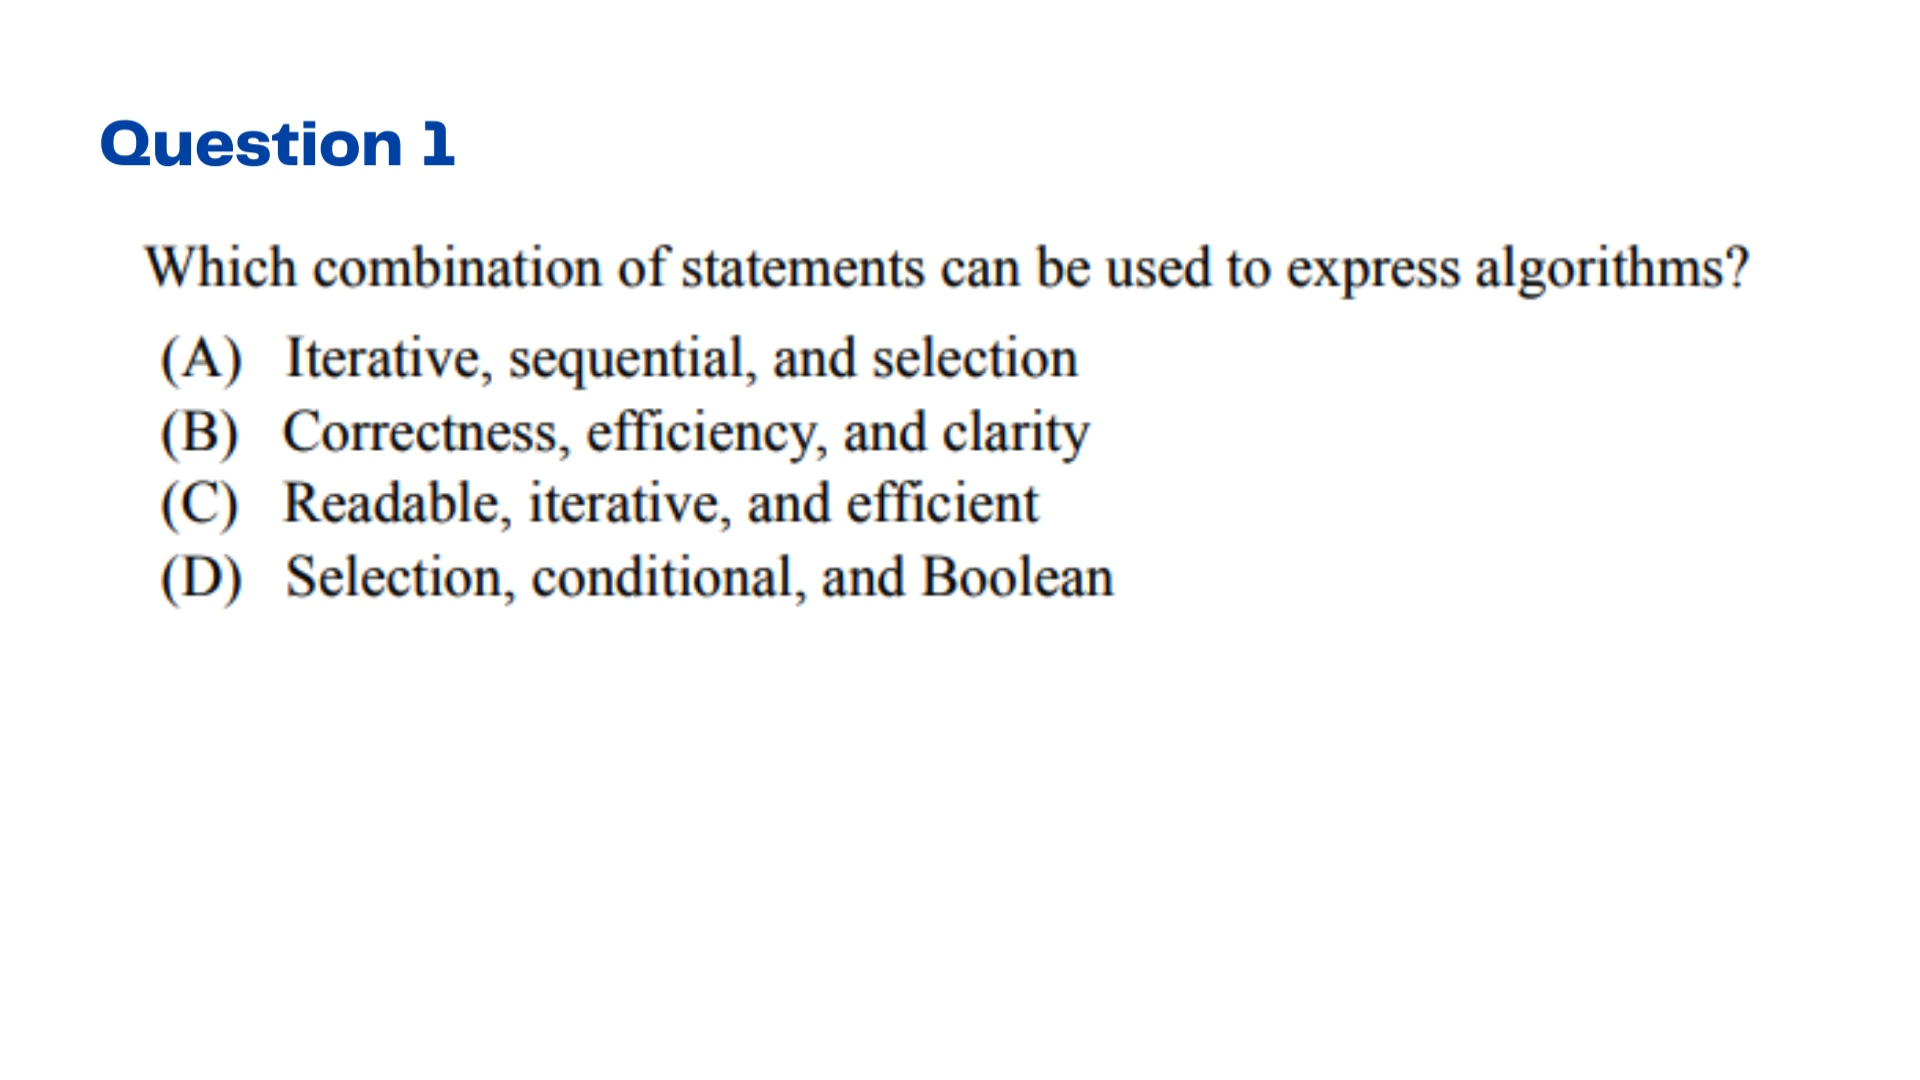 Question 1
Which combination of statements can be used to express algorithms?
(A) Iterative, sequential, and selection
(B) Correctness, efficiency, and clarity
(C) Readable, iterative, and efficient
(D) Selection, conditional, and Boolean